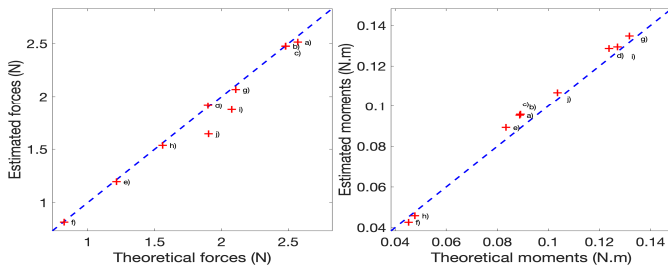 2.5
2
1.5
1
Estimated forces (N)
a)
b)
c)
g)
d)
i)
j)
h)
e)
f)
1 1.5 2 2.5
Theoretical forces (N)
0.14
0.12
0.1
0.08
0.06
0.04
Estimated moments (N.m)
g)
d)
i)
j)
c)
b)
a)
e)
h)
f)
0.04 0.06 0.08 0.1 0.12 0.14
Theoretical moments (N.m)